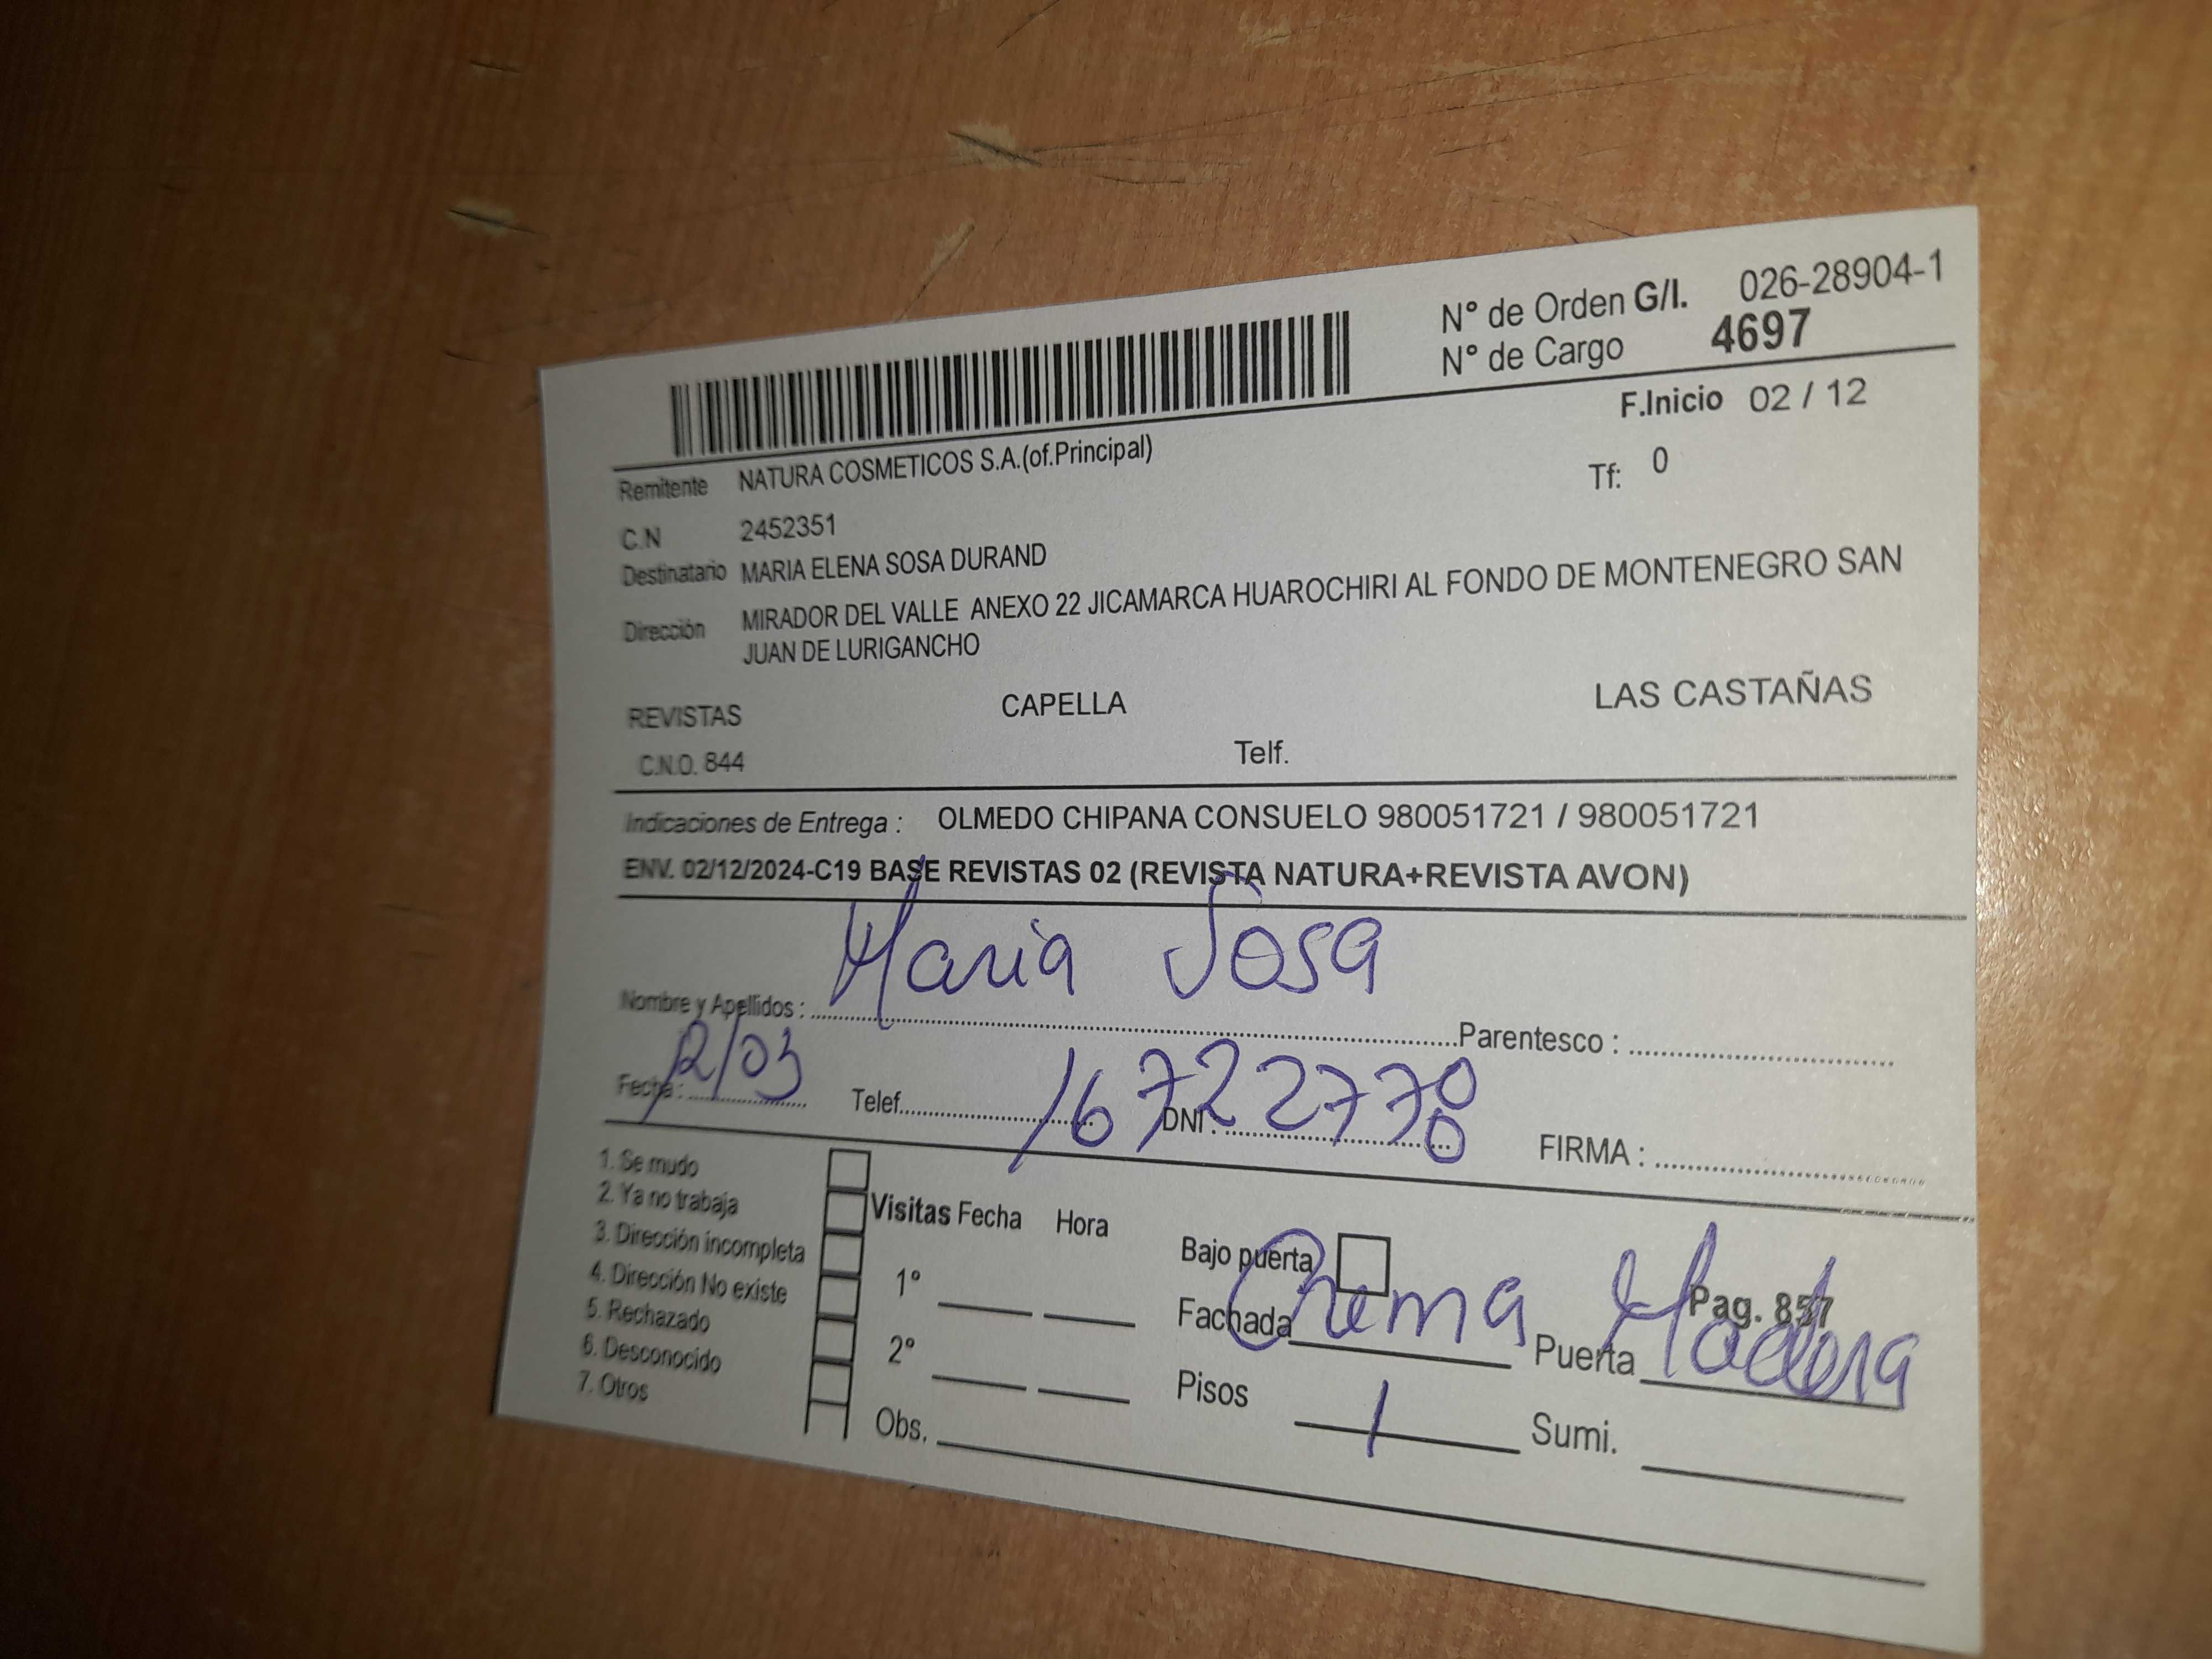 N° de Orden G/I. 026-28904-1
N° de Cargo 4697
F.Inicio 02 / 12
Remitente NATURA COSMETICOS S.A.(of.Principal)
Tf: 0
C.N 2452351
Destinatario MARIA ELENA SOSA DURAND
Dirección MIRADOR DEL VALLE ANEXO 22 JICAMARCA HUAROCHIRI AL FONDO DE MONTENEGRO SAN
JUAN DE LURIGANCHO
REVISTAS CAPELLA LAS CASTAÑAS
C.N.O. 844 Telf.
Indicaciones de Entrega : OLMEDO CHIPANA CONSUELO 980051721 / 980051721
ENV. 02/12/2024-C19 BASE REVISTAS 02 (REVISTA NATURA+REVISTA AVON)
Nombre y Apellidos : Maria Sosa Parentesco :
Fecha : Telef. DNI : FIRMA :
1. Se mudo
2. Ya no trabaja
3. Dirección incompleta
4. Dirección No existe
5. Rechazado
6. Desconocido
7. Otros
Visitas Fecha Hora
1°
2°
Obs.
Bajo puerta
Pag. 857
Fachada Crema Puerta Madera
Pisos 1 Sumi.